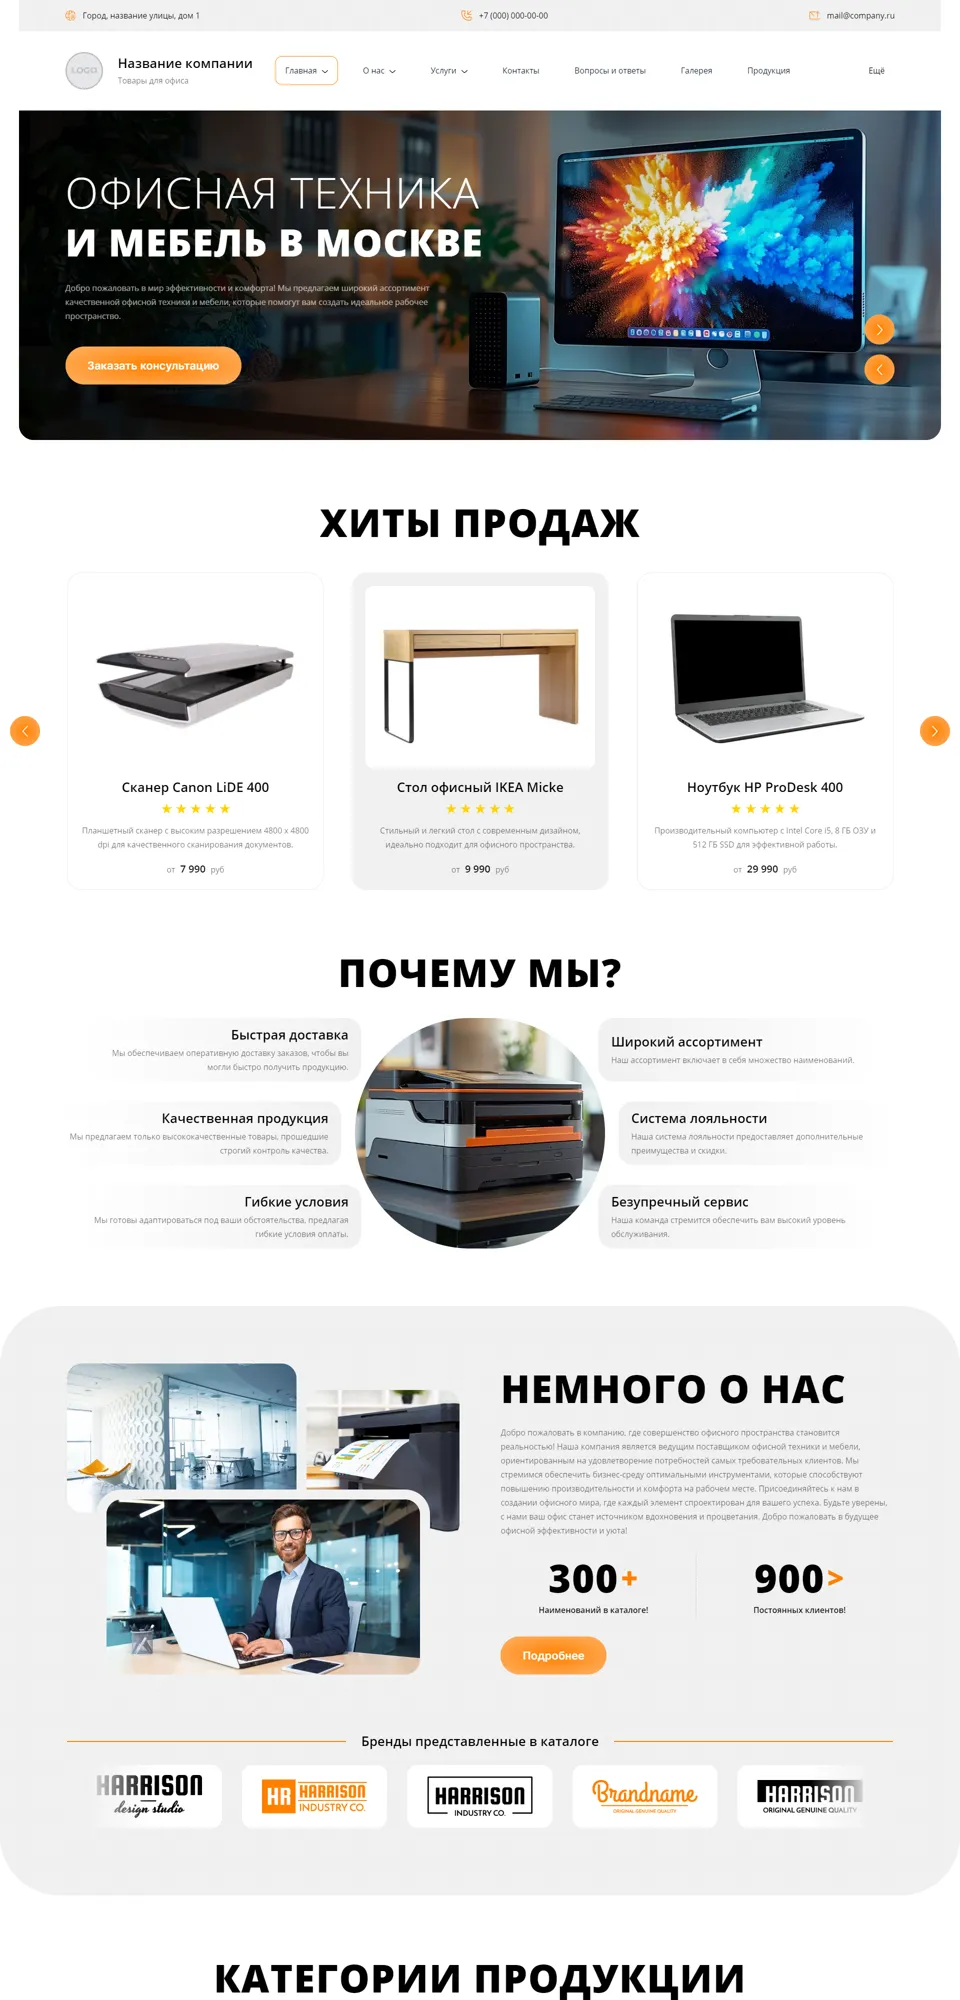 Город, название улицы, дом 1
+7 (000) 000-00-00
mail@company.ru
LOGO
Название компании
Товары для офиса
Главная
О нас
Услуги
Контакты
Вопросы и ответы
Галерея
Продукция
Ещё
ОФИСНАЯ ТЕХНИКА
И МЕБЕЛЬ В МОСКВЕ
Добро пожаловать в мир эффективности и комфорта! Мы предлагаем широкий ассортимент
качественной офисной техники и мебели, которые помогут вам создать идеальное рабочее
пространство.
Заказать консультацию
ХИТЫ ПРОДАЖ
Сканер Canon LiDE 400
Планшетный сканер с высоким разрешением 4800 x 4800
dpi для качественного сканирования документов.
от 7 990 руб
Стол офисный IKEA Micke
Стильный и легкий стол с современным дизайном,
идеально подходит для офисного пространства.
от 9 990 руб
Ноутбук HP ProDesk 400
Производительный компьютер с Intel Core i5, 8 ГБ ОЗУ и
512 ГБ SSD для эффективной работы.
от 29 990 руб
ПОЧЕМУ МЫ?
Быстрая доставка
Мы обеспечиваем оперативную доставку заказов, чтобы вы
могли быстро получить продукцию.
Качественная продукция
Мы предлагаем только высококачественные товары, прошедшие
строгий контроль качества.
Гибкие условия
Мы готовы адаптироваться под ваши обстоятельства, предлагая
гибкие условия оплаты.
Широкий ассортимент
Наш ассортимент включает в себя множество наименований.
Система лояльности
Наша система лояльности предоставляет дополнительные
преимущества и скидки.
Безупречный сервис
Наша команда стремится обеспечить вам высокий уровень
обслуживания.
НЕМНОГО О НАС
Добро пожаловать в компанию, где совершенство офисного пространства становится
реальностью! Наша компания является ведущим поставщиком офисной техники и мебели,
ориентированным на удовлетворение потребностей самых требовательных клиентов. Мы
стремимся обеспечить бизнес-среду оптимальными инструментами, которые способствуют
повышению производительности и комфорта на рабочем месте. Присоединяйтесь к нам в
создании офисного мира, где каждый элемент спроектирован для вашего успеха. Будьте уверены,
с нами ваш офис станет источником вдохновения и процветания. Добро пожаловать в будущее
офисной эффективности и уюта!
300+
Наименований в каталоге!
900>
Постоянных клиентов!
Подробнее
Бренды представленные в каталоге
HARRISON
design studio
HR HARRISON
INDUSTRY CO.
HARRISON
INDUSTRY CO.
Brandname
ORIGINAL GENUINE QUALITY
HARRISON
ORIGINAL GENUINE QUALITY
КАТЕГОРИИ ПРОДУКЦИИ